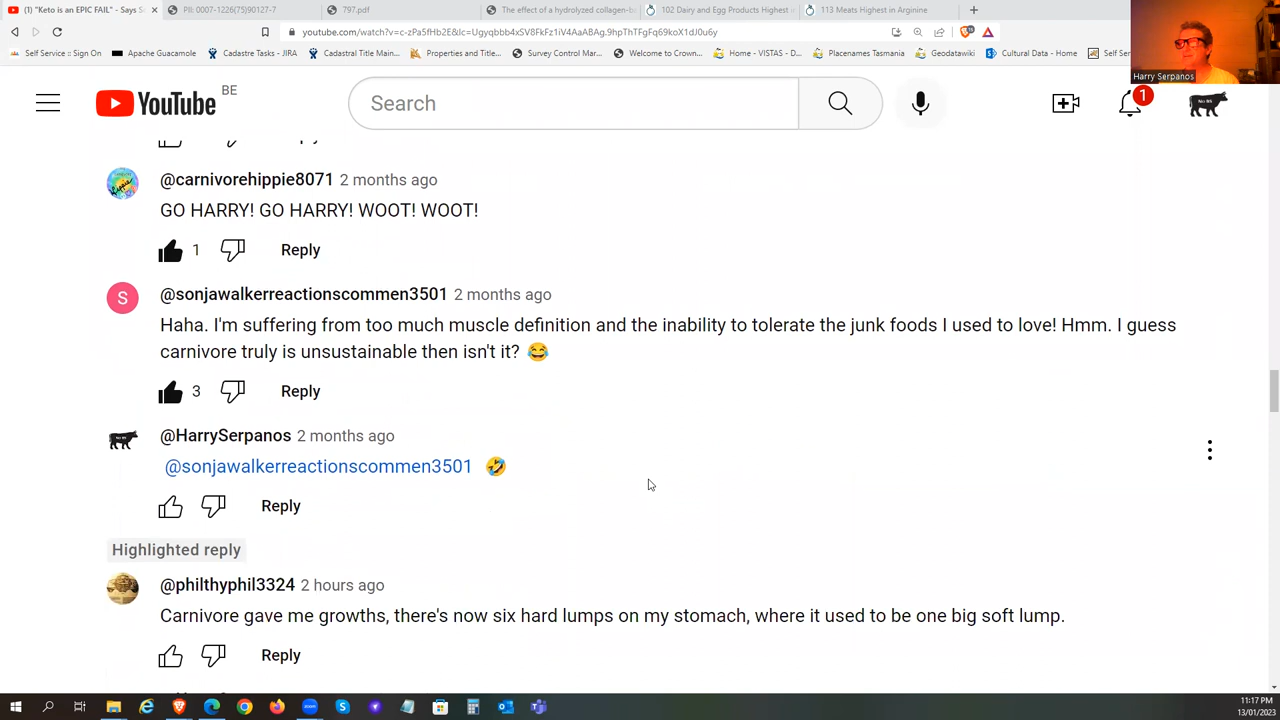 (1) "Keto is an EPIC FAIL" - Says S
PII: 0007-1226(75)90127-7
797.pdf
The effect of a hydrolyzed collagen-b
102 Dairy and Egg Products Highest i
113 Meats Highest in Arginine
youtube.com/watch?v=c-zPa5fHb2E&lc=Ugyqbbb4xSV8FkFz1iV4AaABAg.9hpThTFgFq69koX1dJ0u6y
Self Service :: Sign On
Apache Guacamole
Cadastre Tasks - JIRA
Cadastral Title Main...
Properties and Title...
Survey Control Mar...
Welcome to Crown...
Home - VISTAS - D...
Placenames Tasmania
Geodatawiki
Cultural Data - Home
Self Serv
Harry Serpanos
YouTube BE
Search
1
Reply
@carnivorehippie8071 2 months ago
GO HARRY! GO HARRY! WOOT! WOOT!
1 Reply
S
@sonjawalkerreactionscommen3501 2 months ago
Haha. I'm suffering from too much muscle definition and the inability to tolerate the junk foods I used to love! Hmm. I guess
carnivore truly is unsustainable then isn't it? 😂
3 Reply
@HarrySerpanos 2 months ago
@sonjawalkerreactionscommen3501 🤣
Reply
Highlighted reply
@philthyphil3324 2 hours ago
Carnivore gave me growths, there's now six hard lumps on my stomach, where it used to be one big soft lump.
Reply
11:17 PM
13/01/2023